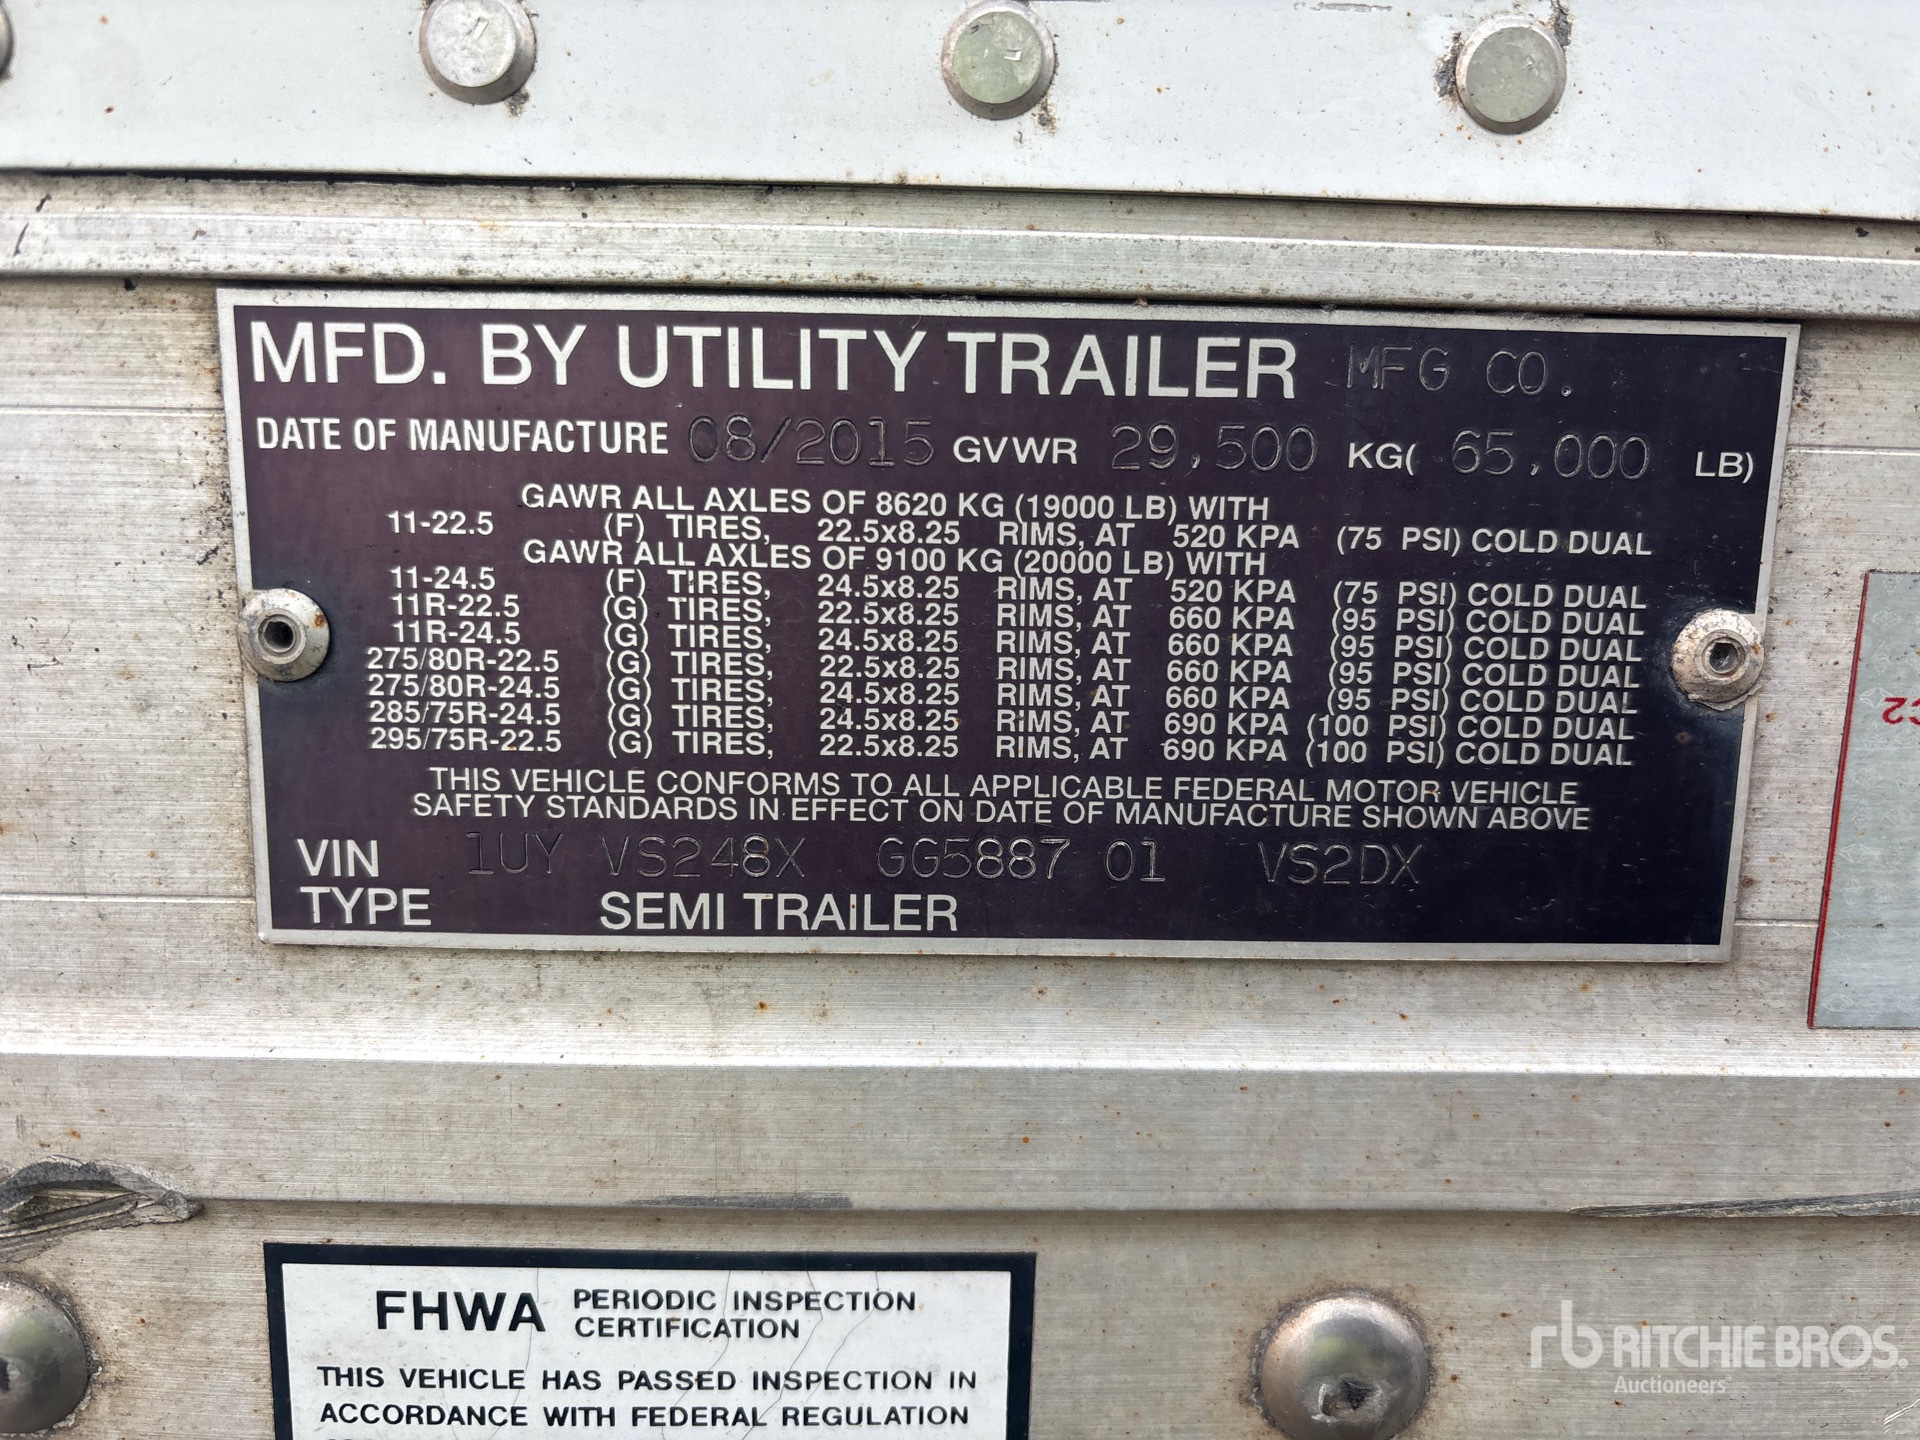 MFD. BY UTILITY TRAILER MFG CO.
DATE OF MANUFACTURE 08/2015 GVWR 29,500 KG( 65,000 LB)
GAWR ALL AXLES OF 8620 KG (19000 LB) WITH
11-22.5 (F) TIRES, 22.5x8.25 RIMS, AT 520 KPA (75 PSI) COLD DUAL
GAWR ALL AXLES OF 9100 KG (20000 LB) WITH
11-24.5 (F) TIRES, 24.5x8.25 RIMS, AT 520 KPA (75 PSI) COLD DUAL
11R-22.5 (G) TIRES, 22.5x8.25 RIMS, AT 660 KPA (95 PSI) COLD DUAL
11R-24.5 (G) TIRES, 24.5x8.25 RIMS, AT 660 KPA (95 PSI) COLD DUAL
275/80R-22.5 (G) TIRES, 22.5x8.25 RIMS, AT 660 KPA (95 PSI) COLD DUAL
275/80R-24.5 (G) TIRES, 24.5x8.25 RIMS, AT 660 KPA (95 PSI) COLD DUAL
285/75R-24.5 (G) TIRES, 24.5x8.25 RIMS, AT 690 KPA (100 PSI) COLD DUAL
295/75R-22.5 (G) TIRES, 22.5x8.25 RIMS, AT 690 KPA (100 PSI) COLD DUAL
THIS VEHICLE CONFORMS TO ALL APPLICABLE FEDERAL MOTOR VEHICLE
SAFETY STANDARDS IN EFFECT ON DATE OF MANUFACTURE SHOWN ABOVE
VIN 1UY VS248X GG5887 01 VS2DX
TYPE SEMI TRAILER
FHWA PERIODIC INSPECTION
CERTIFICATION
THIS VEHICLE HAS PASSED INSPECTION IN
ACCORDANCE WITH FEDERAL REGULATION
rb RITCHIE BROS.
Auctioneers